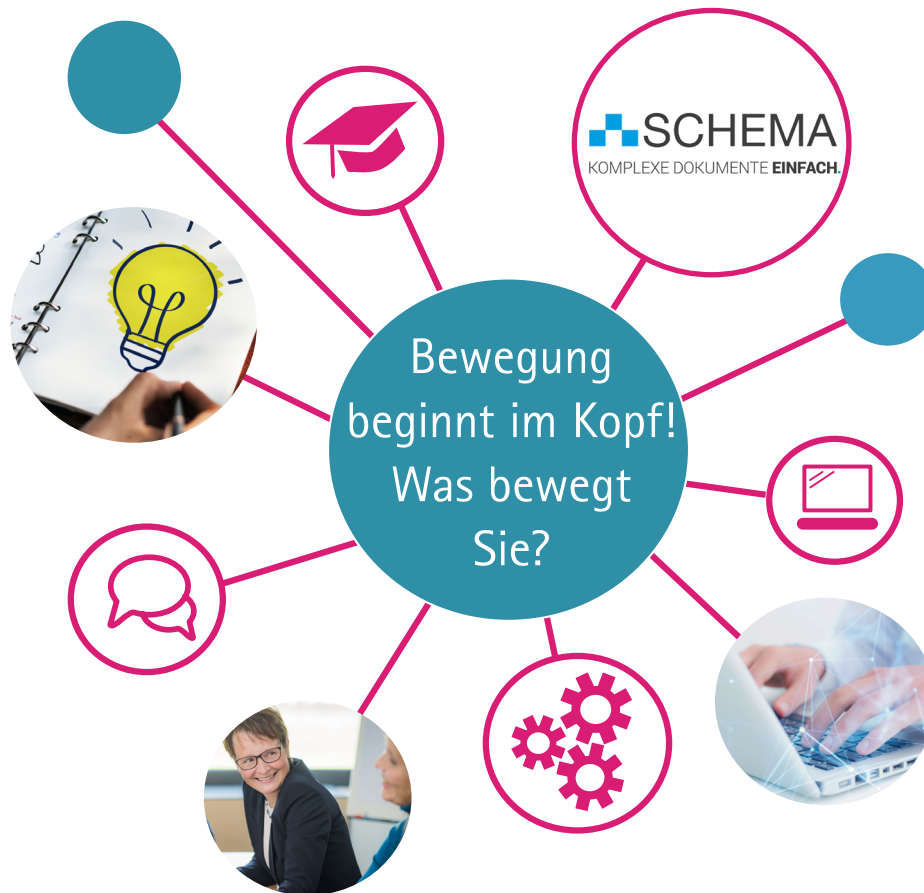 SCHEMA
KOMPLEXE DOKUMENTE EINFACH.
Bewegung
beginnt im Kopf!
Was bewegt
Sie?